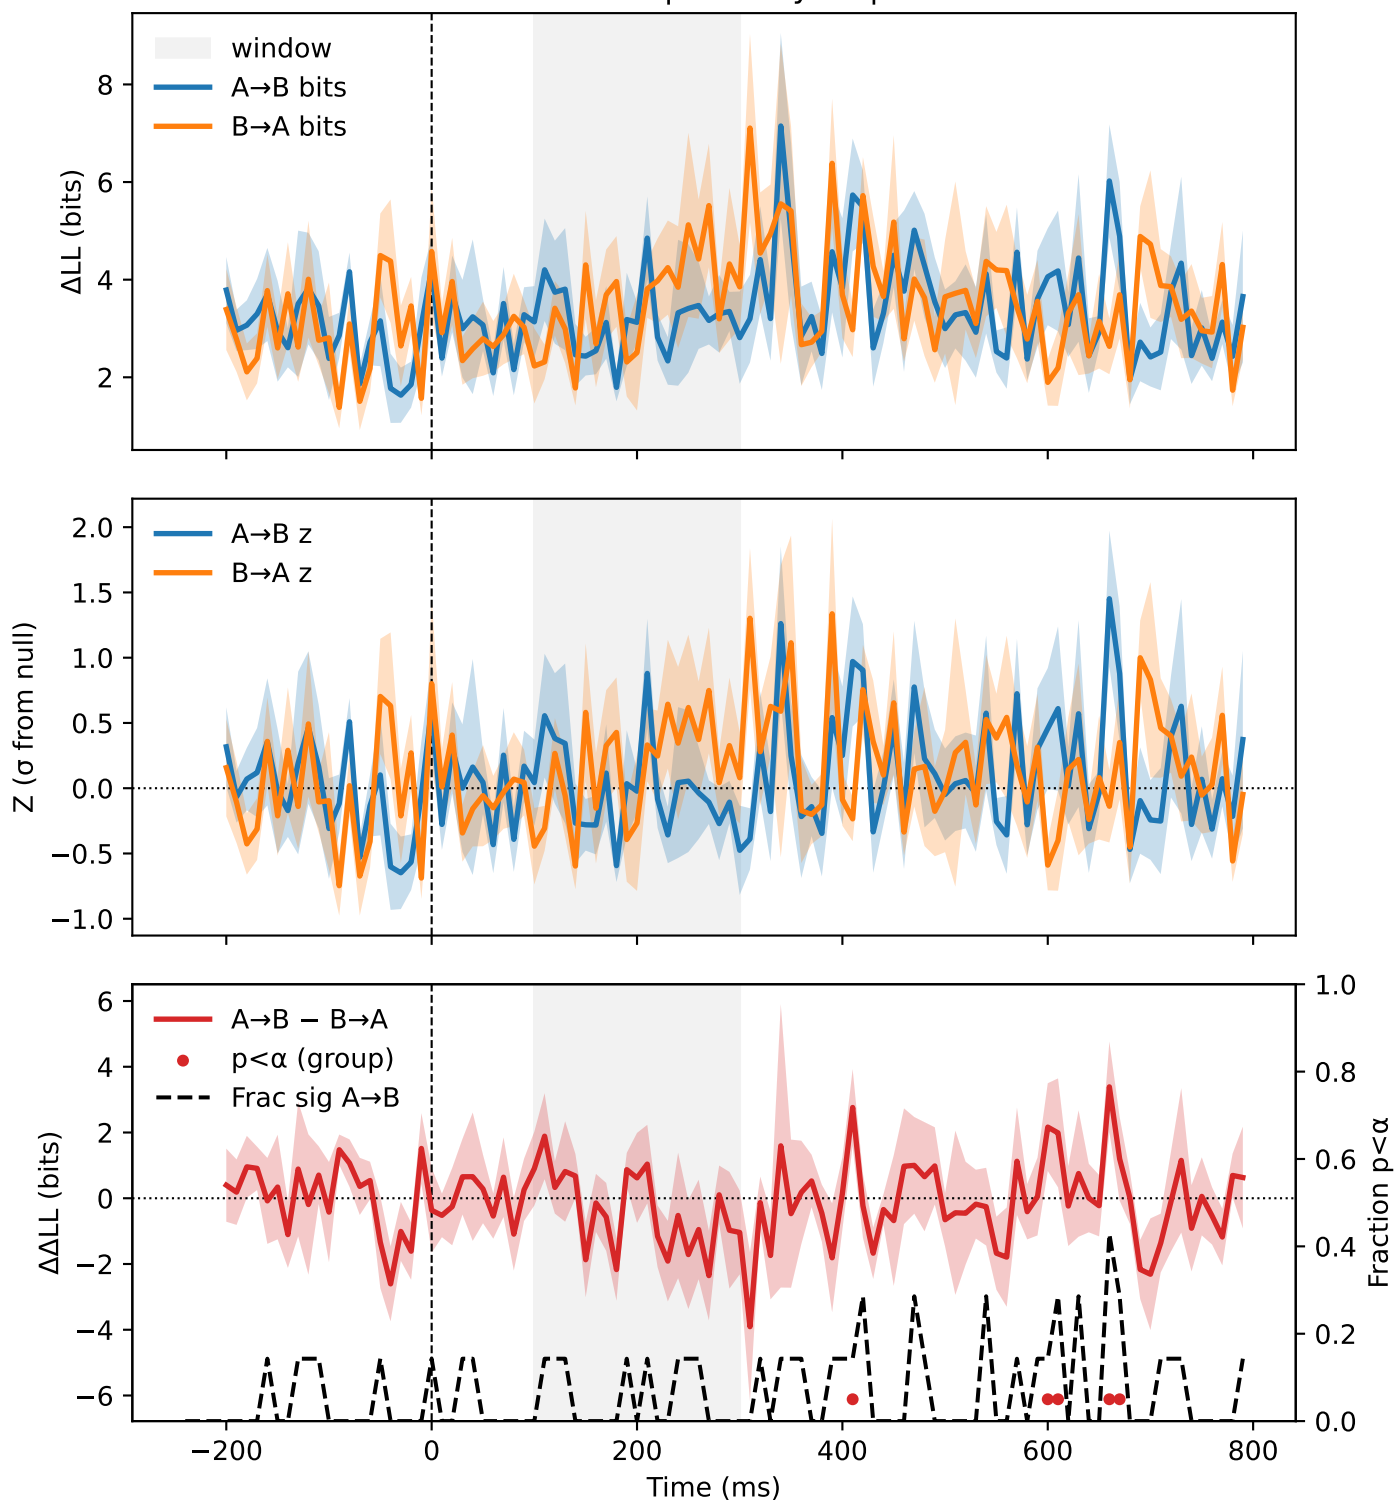 window
A→B bits
B→A bits
8
6
4
2
ΔLL (bits)
A→B z
B→A z
2.0
1.5
1.0
0.5
0.0
−0.5
−1.0
Z (σ from null)
A→B − B→A
p<α (group)
Frac sig A→B
6
4
2
0
−2
−4
−6
ΔΔLL (bits)
1.0
0.8
0.6
0.4
0.2
0.0
Fraction p<α
−200
0
200
400
600
800
Time (ms)